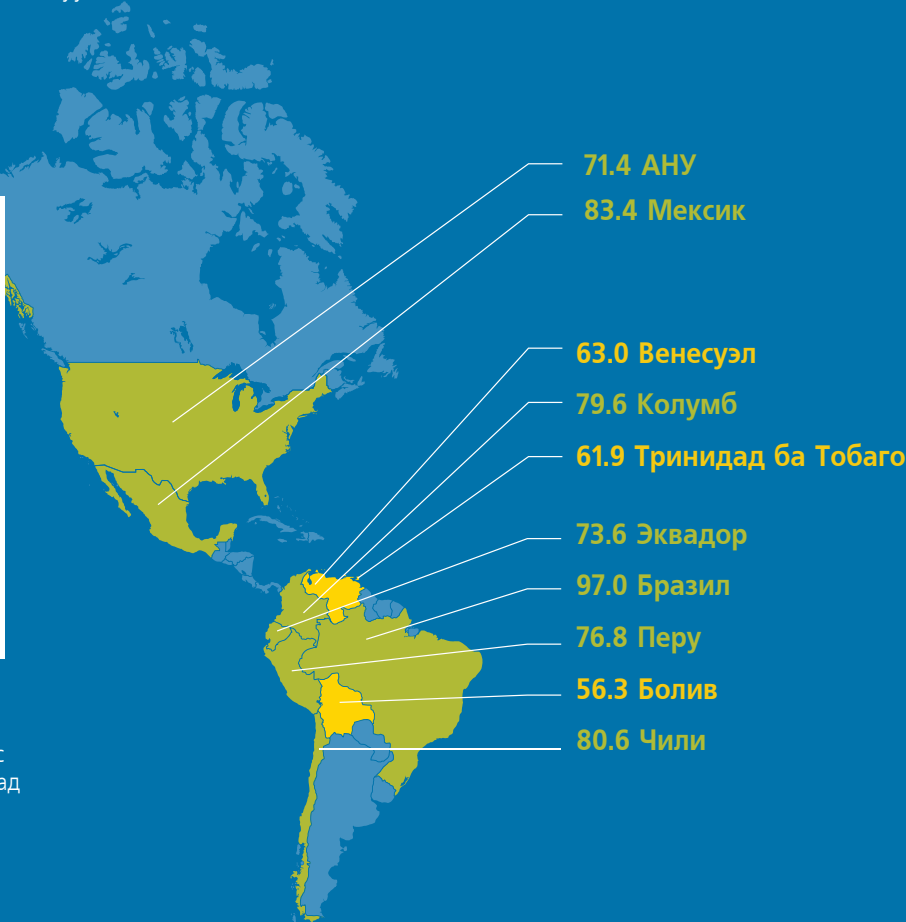 71.4 АНУ
83.4 Мексик
63.0 Венесуэл
79.6 Колумб
61.9 Тринидад ба Тобаго
73.6 Эквадор
97.0 Бразил
76.8 Перу
56.3 Болив
80.6 Чили
с
ад